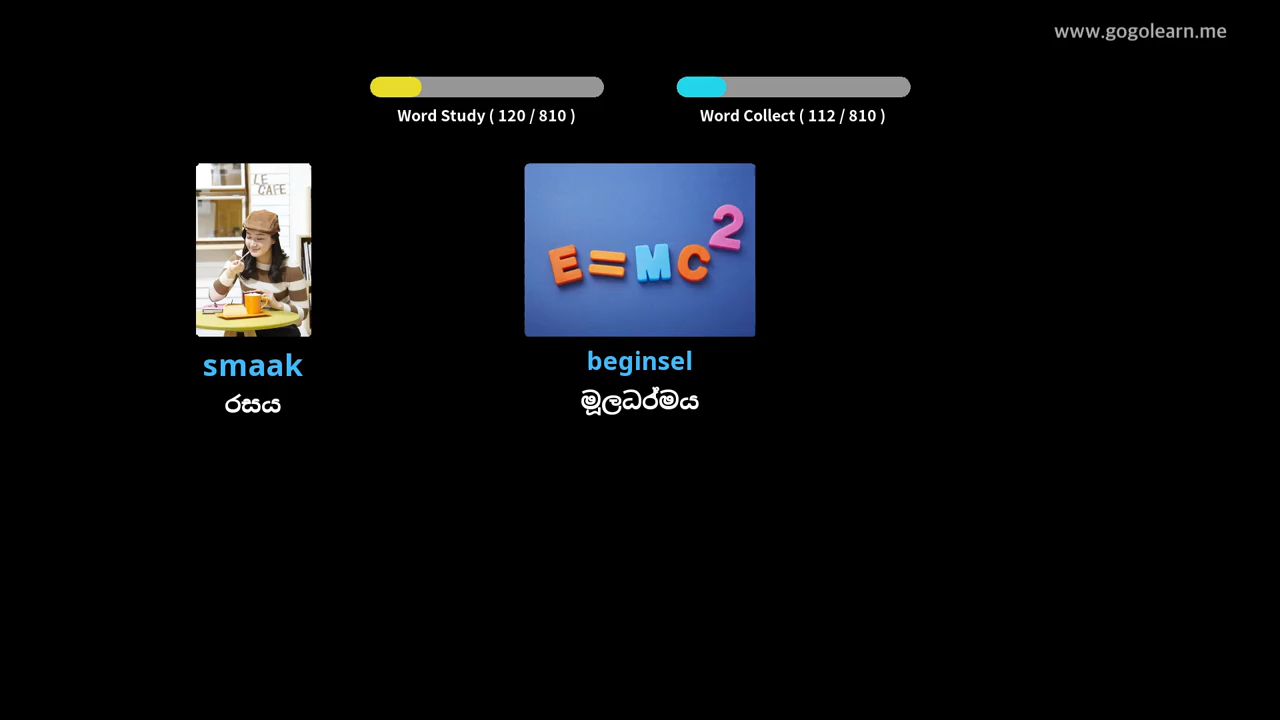 www.gogolearn.me
Word Study ( 120 / 810 )
Word Collect ( 112 / 810 )
LE
CAFE
E=MC2
smaak
beginsel
රසය
මූලධර්මය